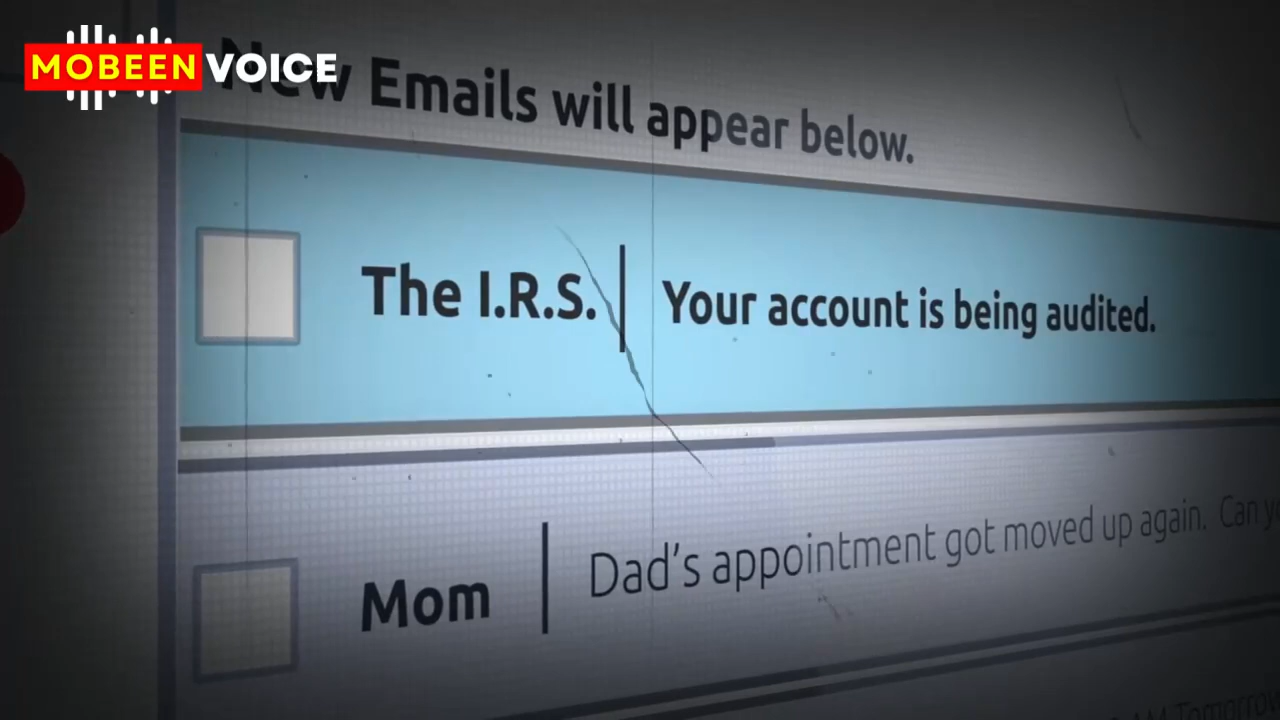 MOBEEN VOICE
New Emails will appear below.
The I.R.S. | Your account is being audited.
Mom | Dad's appointment got moved up again. Can
Tomorrow